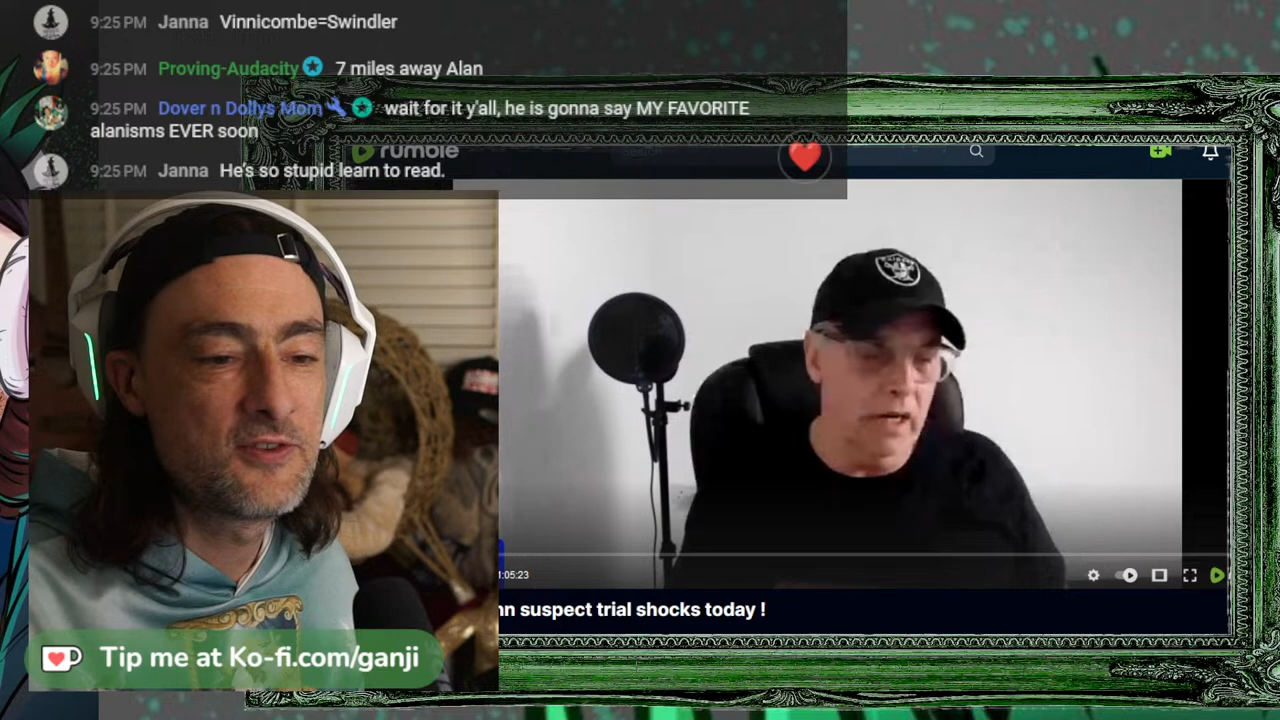 9:25 PM Janna Vinnicombe=Swindler
9:25 PM Proving-Audacity 7 miles away Alan
9:25 PM Dover n Dollys Mom wait for it y'all, he is gonna say MY FAVORITE
alanisms EVER soon
9:25 PM Janna He's so stupid learn to read.
rumble
RAIDERS
1:05:23
nn suspect trial shocks today !
Tip me at Ko-fi.com/ganji